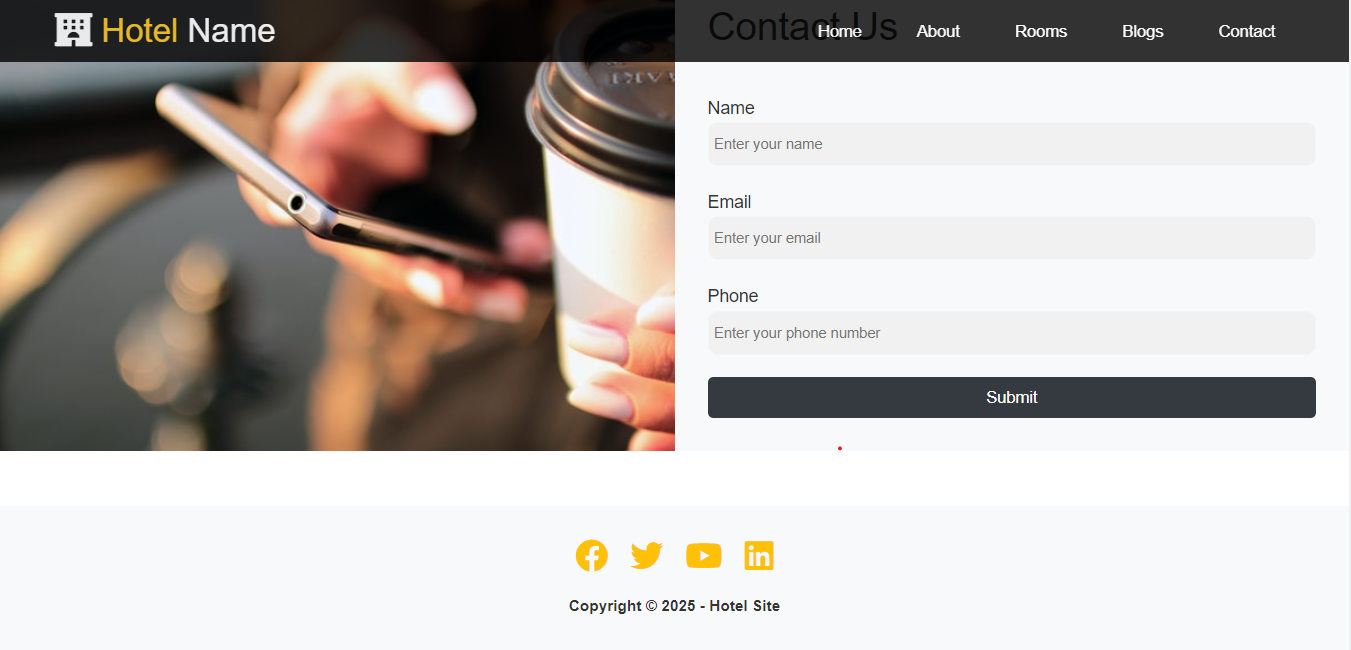 Hotel Name
Home About Rooms Blogs Contact
Contact Us
Name
Enter your name
Email
Enter your email
Phone
Enter your phone number
Submit
Copyright © 2025 - Hotel Site